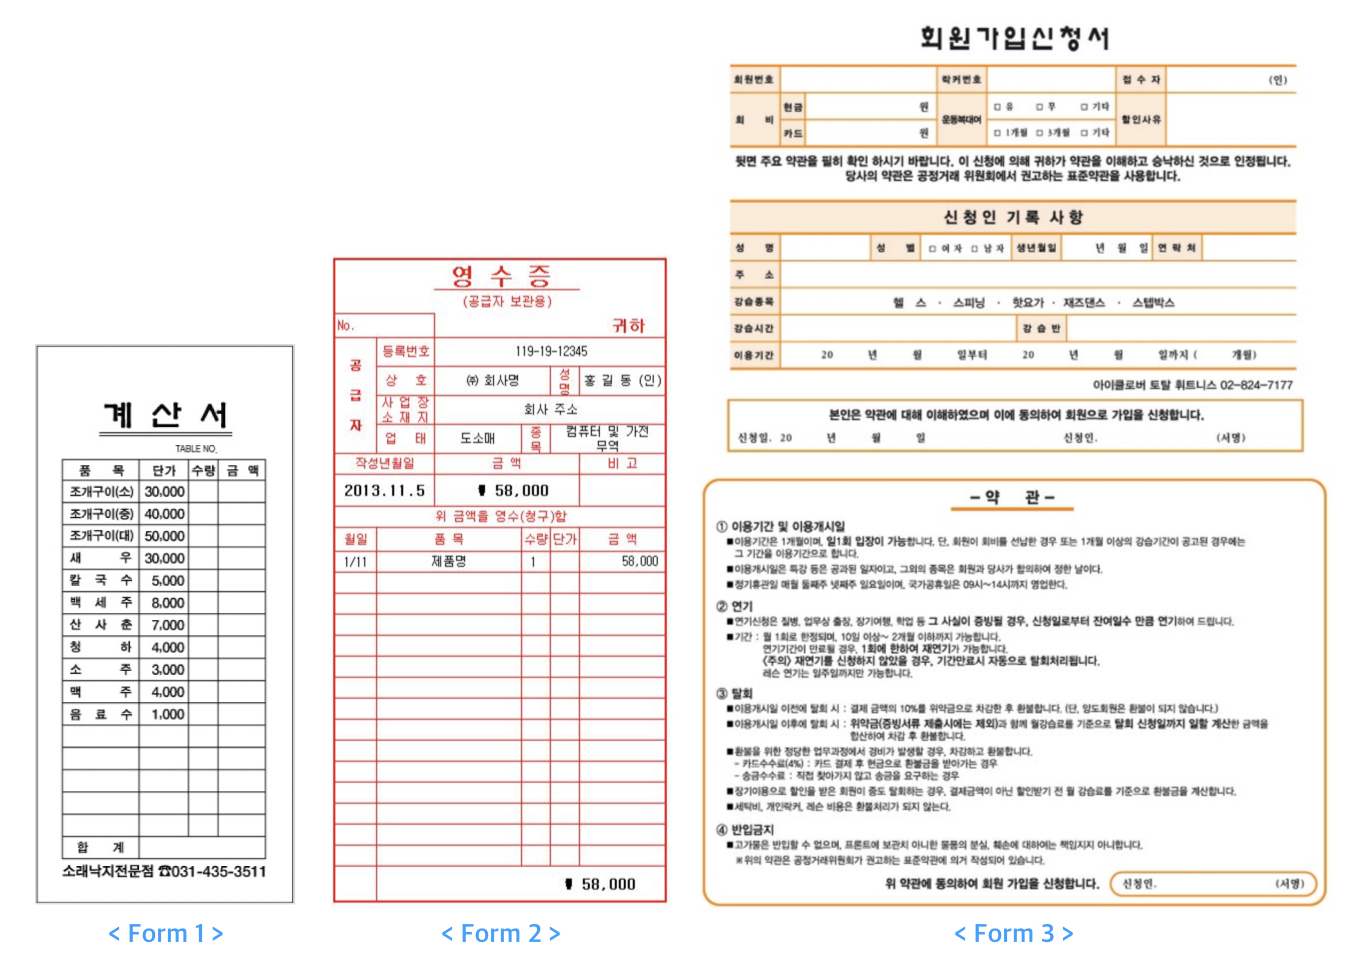 계 산 서
TABLE NO.
품 목 단가 수량 금 액
조개구이(소) 30,000
조개구이(중) 40,000
조개구이(대) 50,000
새 우 30,000
칼 국 수 5,000
백 세 주 8,000
산 사 춘 7,000
청 하 4,000
소 주 3,000
맥 주 4,000
음 료 수 1,000
합 계
소래낙지전문점 ☎031-435-3511
< Form 1 >
영 수 증
(공급자 보관용)
No. 귀하
공 급 자
등록번호 119-19-12345
상 호 ㈜ 회사명 성명 홍 길 동 (인)
사 업 장 소 재 지 회사 주소
업 태 도소매 종목 컴퓨터 및 가전 무역
작성년월일 금 액 비 고
2013.11.5 ₩ 58,000
위 금액을 영수(청구)함
월일 품 목 수량 단가 금 액
1/11 제품명 1 58,000
₩ 58,000
< Form 2 >
회원가입신청서
회원번호 락커번호 접 수 자 (인)
회 비 현금 원 운동복대여 □ 유 □ 무 □ 기타 할인사유
카드 원 □ 1개월 □ 3개월 □ 기타
뒷면 주요 약관을 필히 확인 하시기 바랍니다. 이 신청에 의해 귀하가 약관을 이해하고 승낙하신 것으로 인정됩니다.
당사의 약관은 공정거래 위원회에서 권고하는 표준약관을 사용합니다.
신청인 기록 사항
성 명 성 별 □ 여 자 □ 남 자 생년월일 년 월 일 연 락 처
주 소
강습종목 헬 스 · 스피닝 · 핫요가 · 재즈댄스 · 스텝박스
강습시간 강 습 반
이용기간 20 년 월 일부터 20 년 월 일까지 ( 개월)
아이클로버 토탈 휘트니스 02-824-7177
본인은 약관에 대해 이해하였으며 이에 동의하여 회원으로 가입을 신청합니다.
신청일. 20 년 월 일 신청인. (서명)
– 약 관 –
① 이용기간 및 이용개시일
■이용기간은 1개월이며, 일1회 입장이 가능합니다. 단, 회원이 회비를 선납한 경우 또는 1개월 이상의 강습기간이 공고된 경우에는
그 기간을 이용기간으로 합니다.
■이용개시일은 특강 등은 공과된 일자이고, 그외의 종목은 회원과 당사가 합의하여 정한 날이다.
■정기휴관일 매월 둘째주 넷째주 일요일이며, 국가공휴일은 09시~14시까지 영업한다.
② 연기
■연기신청은 질병, 업무상 출장, 장기여행, 학업 등 그 사실이 증빙될 경우, 신청일로부터 잔여일수 만큼 연기하여 드립니다.
■기간 : 월 1회로 한정되며, 10일 이상~ 2개월 이하까지 가능합니다.
연기기간이 만료될 경우, 1회에 한하여 재연기가 가능합니다.
《주의》 재연기를 신청하지 않았을 경우, 기간만료시 자동으로 탈회처리됩니다.
레슨 연기는 일주일까지만 가능합니다.
③ 탈회
■이용개시일 이전에 탈회 시 : 결제 금액의 10%를 위약금으로 차감한 후 환불합니다. (단, 양도회원은 환불이 되지 않습니다.)
■이용개시일 이후에 탈회 시 : 위약금(증빙서류 제출시에는 제외)과 함께 월강습료를 기준으로 탈회 신청일까지 일할 계산한 금액을
합산하여 차감 후 환불합니다.
■환불을 위한 정당한 업무과정에서 경비가 발생할 경우, 차감하고 환불합니다.
- 카드수수료(4%) : 카드 결제 후 현금으로 환불금을 받아가는 경우
- 송금수수료 : 직접 찾아가지 않고 송금을 요구하는 경우
■장기이용으로 할인을 받은 회원이 중도 탈회하는 경우, 결제금액이 아닌 할인받기 전 월 강습료를 기준으로 환불금을 계산합니다.
■세탁비, 개인락커, 레슨 비용은 환불처리가 되지 않는다.
④ 반입금지
■고가물은 반입할 수 없으며, 프론트에 보관치 아니한 물품의 분실, 훼손에 대하여는 책임지지 아니합니다.
※위의 약관은 공정거래위원회가 권고하는 표준약관에 의거 작성되어 있습니다.
위 약관에 동의하여 회원 가입을 신청합니다. 신청인. (서명)
< Form 3 >